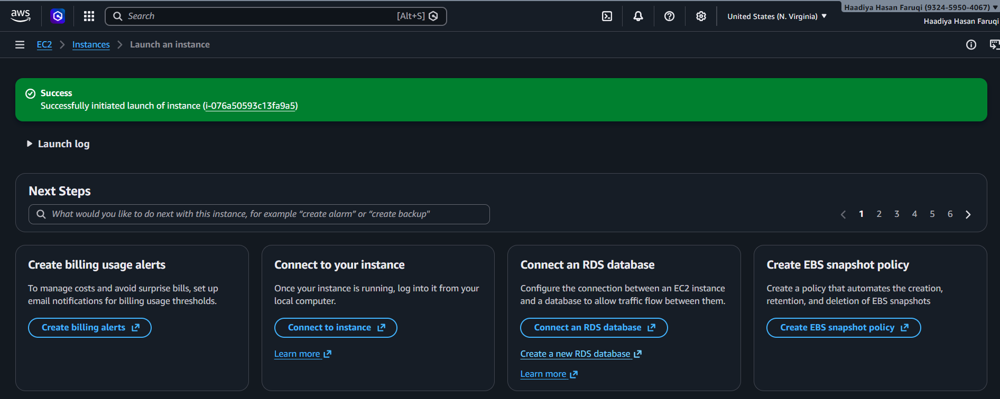 aws
Search
[Alt+S]
United States (N. Virginia)
Haadiya Hasan Faruqi (9324-5950-4067)
Haadiya Hasan Faruqi
EC2
Instances
Launch an instance
Success
Successfully initiated launch of instance (i-076a50593c13fa9a5)
Launch log
Next Steps
What would you like to do next with this instance, for example “create alarm” or “create backup"
1 2 3 4 5 6
Create billing usage alerts
To manage costs and avoid surprise bills, set up
email notifications for billing usage thresholds.
Create billing alerts
Connect to your instance
Once your instance is running, log into it from your
local computer.
Connect to instance
Learn more
Connect an RDS database
Configure the connection between an EC2 instance
and a database to allow traffic flow between them.
Connect an RDS database
Create a new RDS database
Learn more
Create EBS snapshot policy
Create a policy that automates the creation,
retention, and deletion of EBS snapshots
Create EBS snapshot policy